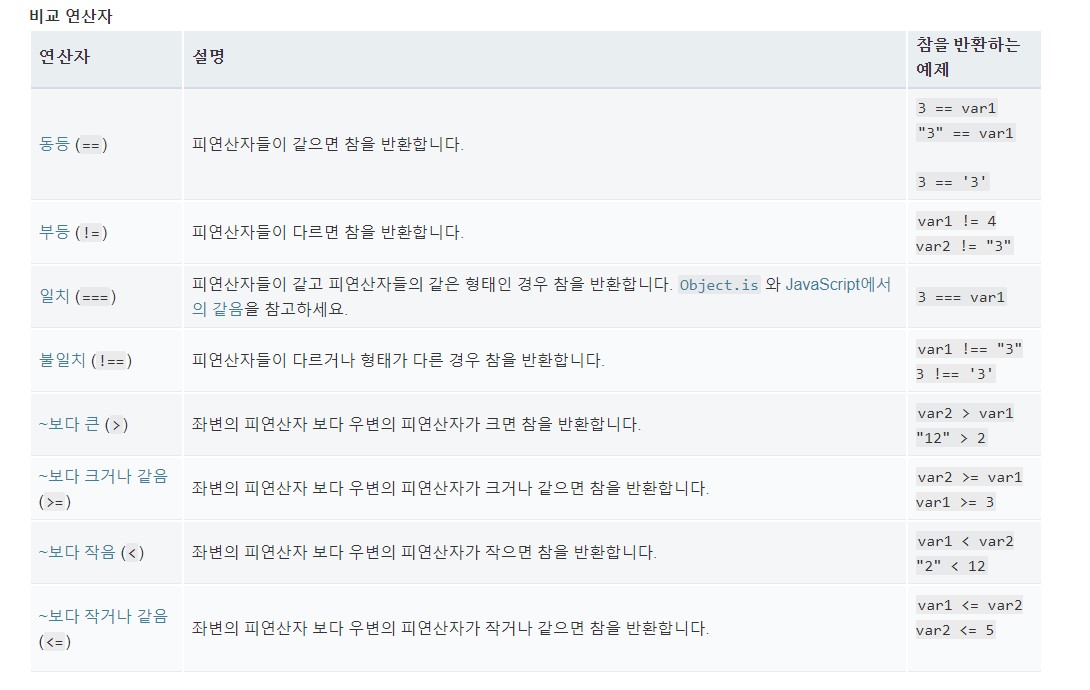 비교 연산자
연산자
설명
참을 반환하는
예제
동등 (==)
피연산자들이 같으면 참을 반환합니다.
3 == var1
"3" == var1
3 == '3'
부등 (!=)
피연산자들이 다르면 참을 반환합니다.
var1 != 4
var2 != "3"
일치 (===)
피연산자들이 같고 피연산자들의 같은 형태인 경우 참을 반환합니다. Object.is 와 JavaScript에서
의 같음을 참고하세요.
3 === var1
불일치 (!==)
피연산자들이 다르거나 형태가 다른 경우 참을 반환합니다.
var1 !== "3"
3 !== '3'
~보다 큰 (>)
좌변의 피연산자 보다 우변의 피연산자가 크면 참을 반환합니다.
var2 > var1
"12" > 2
~보다 크거나 같음
(>=)
좌변의 피연산자 보다 우변의 피연산자가 크거나 같으면 참을 반환합니다.
var2 >= var1
var1 >= 3
~보다 작음 (<)
좌변의 피연산자 보다 우변의 피연산자가 작으면 참을 반환합니다.
var1 < var2
"2" < 12
~보다 작거나 같음
(<=)
좌변의 피연산자 보다 우변의 피연산자가 작거나 같으면 참을 반환합니다.
var1 <= var2
var2 <= 5